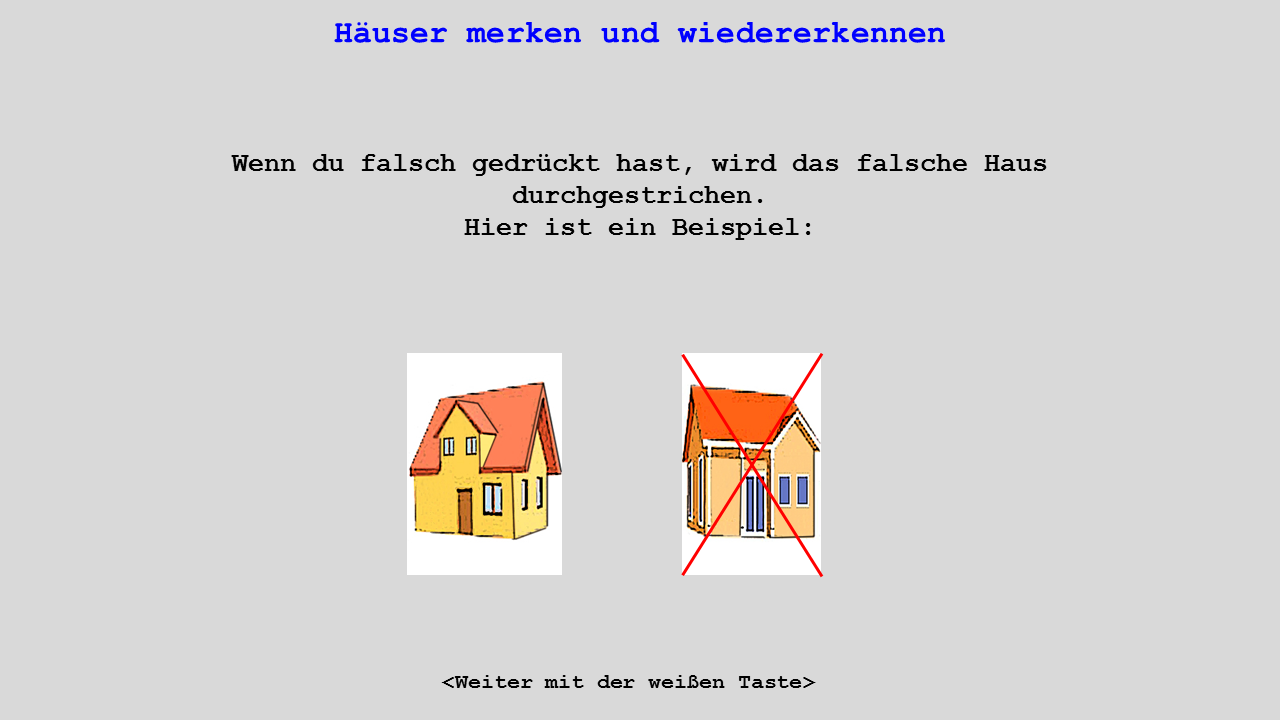 Häuser merken und wiedererkennen
Wenn du falsch gedrückt hast, wird das falsche Haus
durchgestrichen.
Hier ist ein Beispiel:
<Weiter mit der weißen Taste>